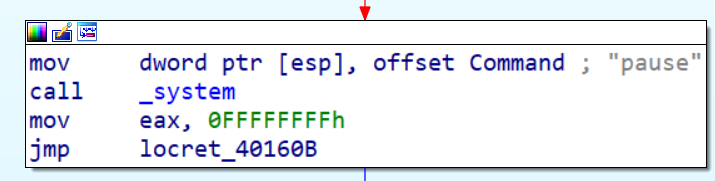 mov     dword ptr [esp], offset Command ; "pause"
call    _system
mov     eax, 0FFFFFFFFh
jmp     locret_40160B